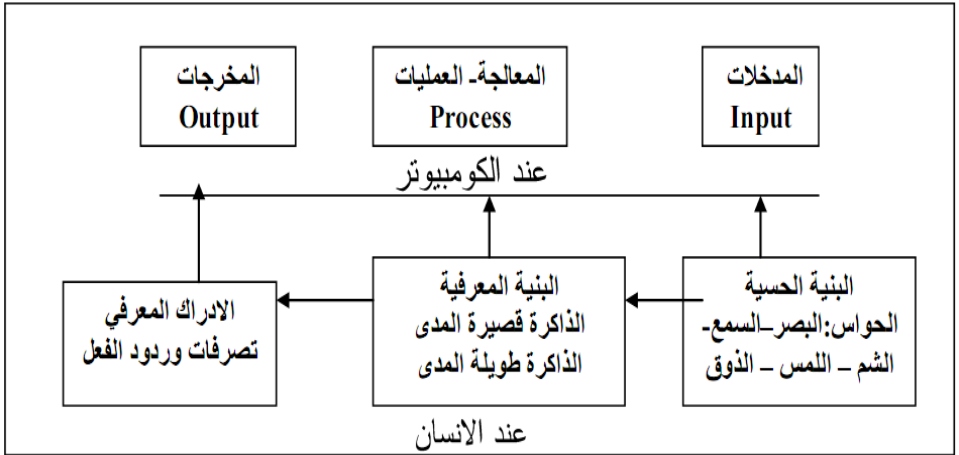 المدخلات
Input
المعالجة- العمليات
Process
المخرجات
Output
عند الكومبيوتر
البنية الحسية
الحواس:البصر–السمع-
الشم – اللمس – الذوق
البنية المعرفية
الذاكرة قصيرة المدى
الذاكرة طويلة المدى
الادراك المعرفي
تصرفات وردود الفعل
عند الانسان